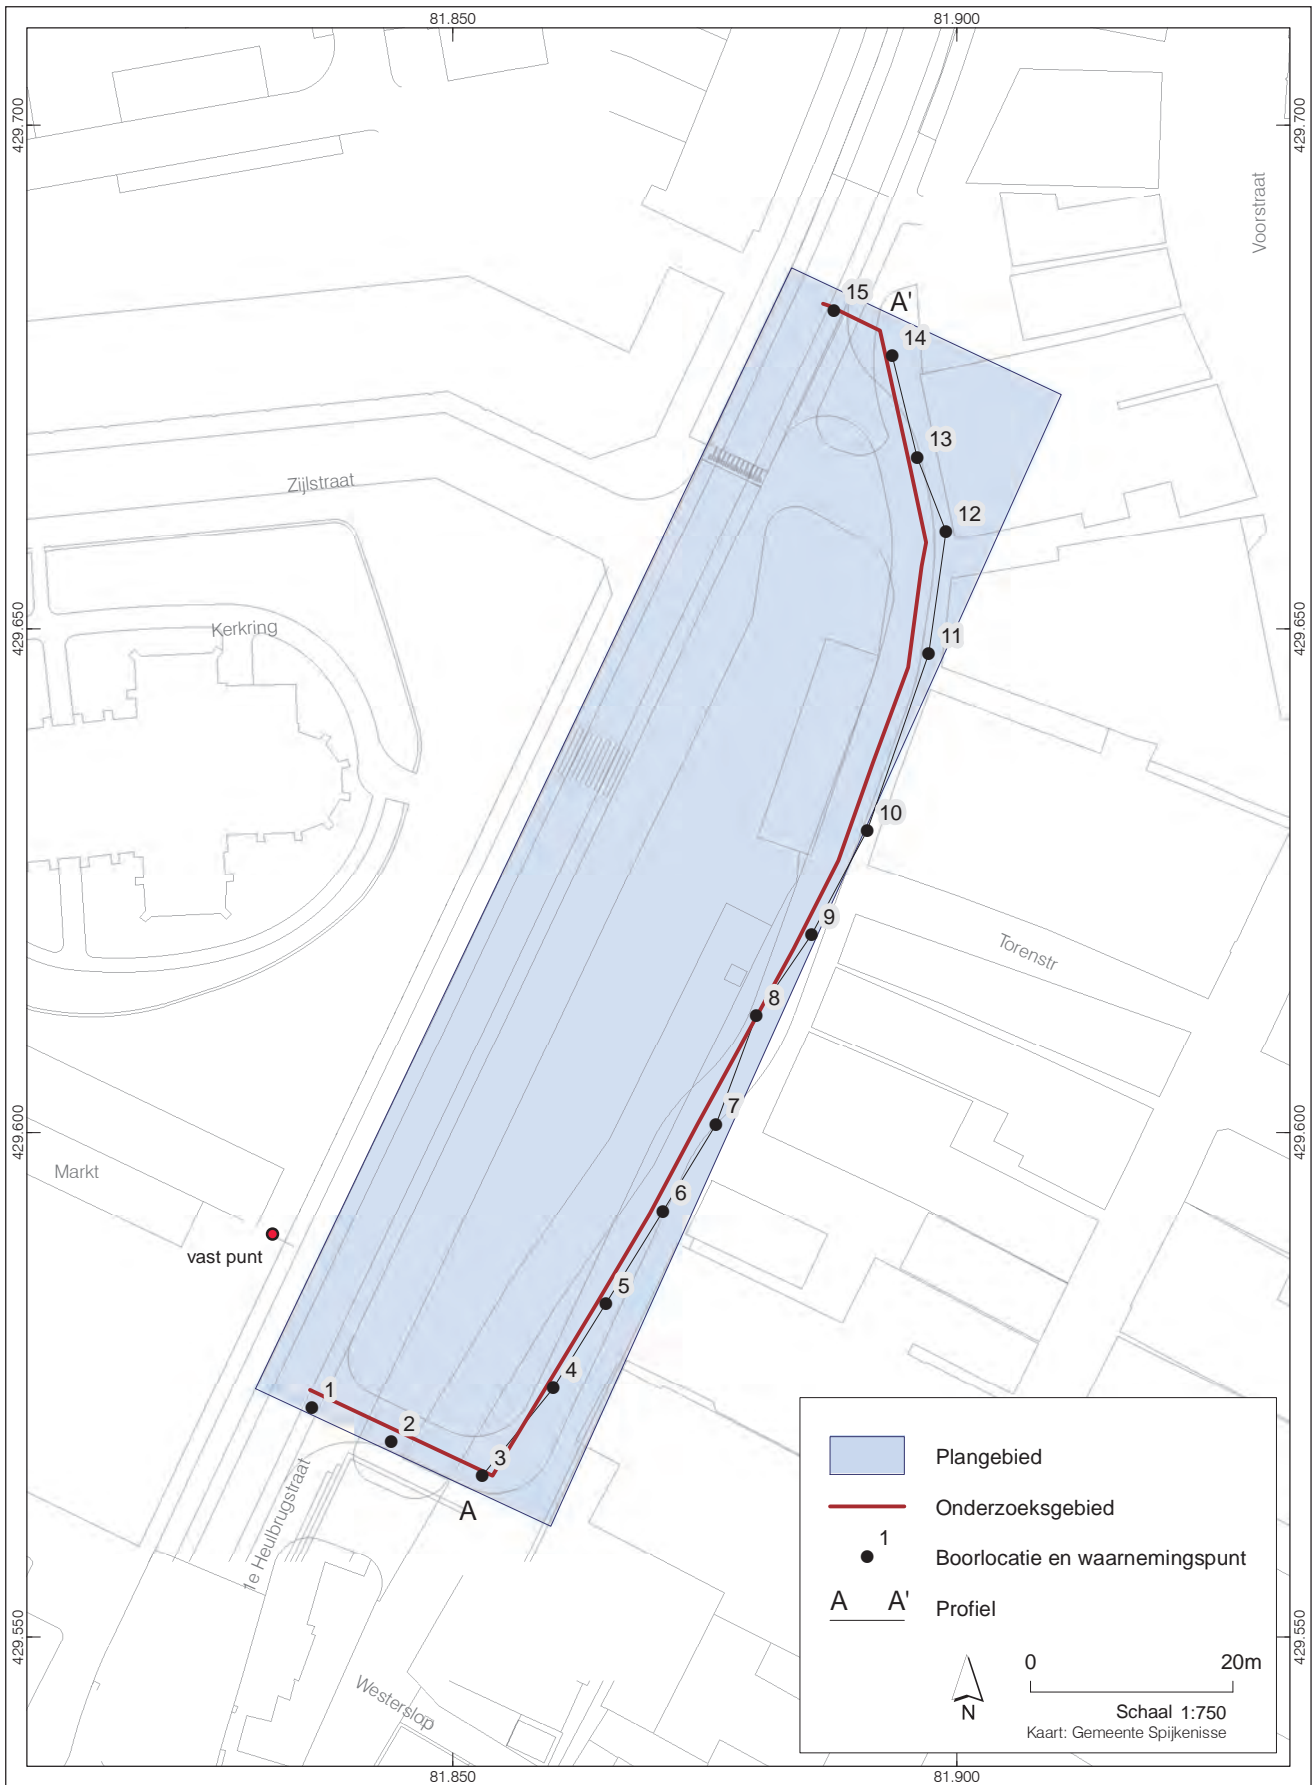 81.850
81.900
429.700
429.700
Voorstraat
15
A'
14
13
Zijlstraat
12
429.650
429.650
Kerkring
11
10
9
Torenstr
8
7
429.600
429.600
Markt
6
vast punt
5
4
1
2
3
A
1e Heulbrugstraat
Westerslop
429.550
429.550
Plangebied
Onderzoeksgebied
1
Boorlocatie en waarnemingspunt
A A'
Profiel
0 20m
N
Schaal 1:750
Kaart: Gemeente Spijkenisse
81.850
81.900